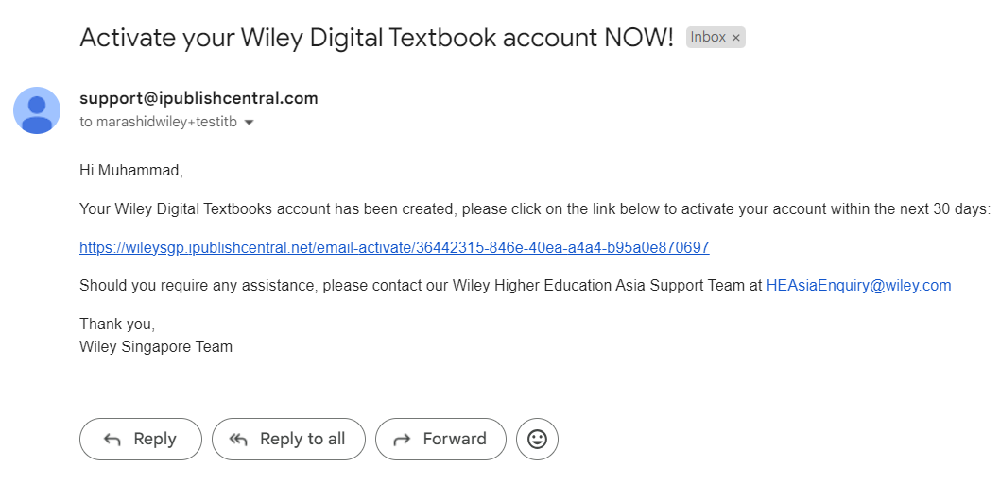 Activate your Wiley Digital Textbook account NOW! Inbox ×
support@ipublishcentral.com
to marashidwiley+testitb
Hi Muhammad,
Your Wiley Digital Textbooks account has been created, please click on the link below to activate your account within the next 30 days:
https://wileysgp.ipublishcentral.net/email-activate/36442315-846e-40ea-a4a4-b95a0e870697
Should you require any assistance, please contact our Wiley Higher Education Asia Support Team at HEAsiaEnquiry@wiley.com
Thank you,
Wiley Singapore Team
Reply Reply to all Forward